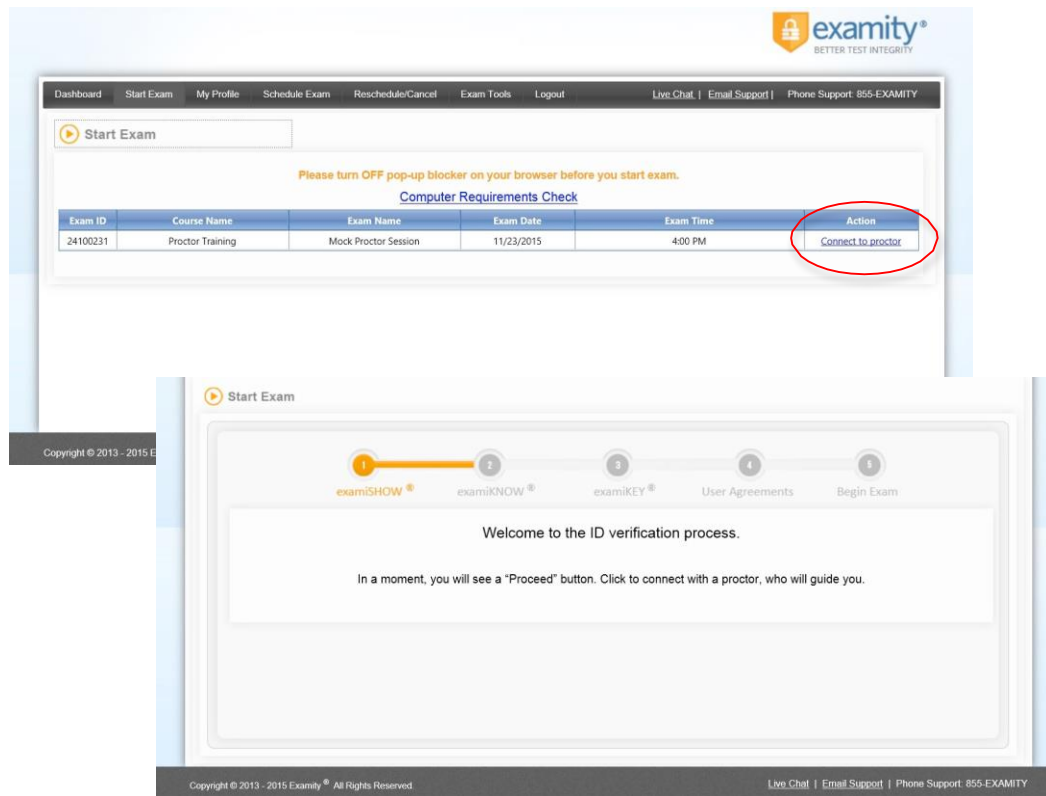 examity®
BETTER TEST INTEGRITY
Dashboard Start Exam My Profile Schedule Exam Reschedule/Cancel Exam Tools Logout Live Chat | Email Support | Phone Support 855-EXAMITY
Start Exam
Please turn OFF pop-up blocker on your browser before you start exam.
Computer Requirements Check
Exam ID Course Name Exam Name Exam Date Exam Time Action
24100231 Proctor Training Mock Proctor Session 11/23/2015 4:00 PM Connect to proctor
Copyright © 2013 - 2015 E
Start Exam
1 2 3 4 5
examiSHOW ® examiKNOW ® examiKEY ® User Agreements Begin Exam
Welcome to the ID verification process.
In a moment, you will see a “Proceed” button. Click to connect with a proctor, who will guide you.
Copyright © 2013 - 2015 Examity ® All Rights Reserved. Live Chat | Email Support | Phone Support: 855-EXAMITY